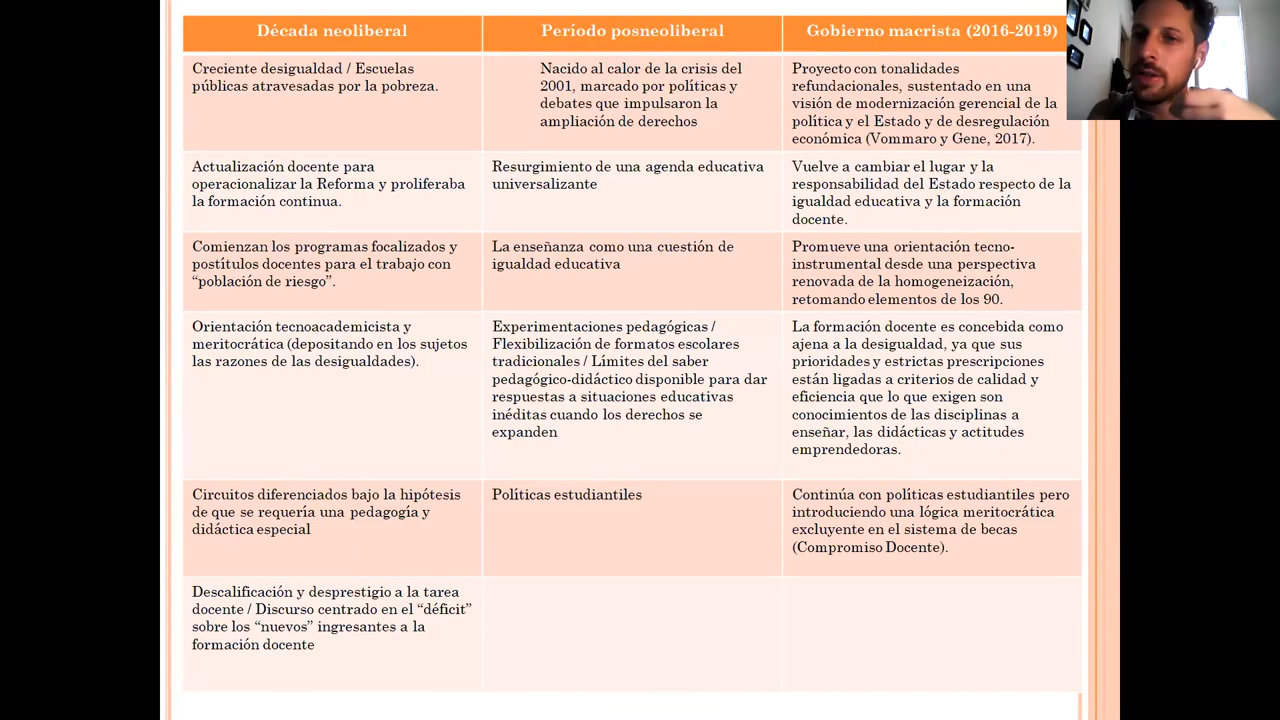 Década neoliberal
Período posneoliberal
Gobierno macrista (2016-2019)
Creciente desigualdad / Escuelas
públicas atravesadas por la pobreza.
Nacido al calor de la crisis del
2001, marcado por políticas y
debates que impulsaron la
ampliación de derechos
Proyecto con tonalidades
refundacionales, sustentado en una
visión de modernización gerencial de la
política y el Estado y de desregulación
económica (Vommaro y Gene, 2017).
Actualización docente para
operacionalizar la Reforma y proliferaba
la formación continua.
Resurgimiento de una agenda educativa
universalizante
Vuelve a cambiar el lugar y la
responsabilidad del Estado respecto de la
igualdad educativa y la formación
docente.
Comienzan los programas focalizados y
postítulos docentes para el trabajo con
“población de riesgo”.
La enseñanza como una cuestión de
igualdad educativa
Promueve una orientación tecno-
instrumental desde una perspectiva
renovada de la homogeneización,
retomando elementos de los 90.
Orientación tecnoacademicista y
meritocrática (depositando en los sujetos
las razones de las desigualdades).
Experimentaciones pedagógicas /
Flexibilización de formatos escolares
tradicionales / Límites del saber
pedagógico-didáctico disponible para dar
respuestas a situaciones educativas
inéditas cuando los derechos se
expanden
La formación docente es concebida como
ajena a la desigualdad, ya que sus
prioridades y estrictas prescripciones
están ligadas a criterios de calidad y
eficiencia que lo que exigen son
conocimientos de las disciplinas a
enseñar, las didácticas y actitudes
emprendedoras.
Circuitos diferenciados bajo la hipótesis
de que se requería una pedagogía y
didáctica especial
Políticas estudiantiles
Continúa con políticas estudiantiles pero
introduciendo una lógica meritocrática
excluyente en el sistema de becas
(Compromiso Docente).
Descalificación y desprestigio a la tarea
docente / Discurso centrado en el “déficit”
sobre los “nuevos” ingresantes a la
formación docente